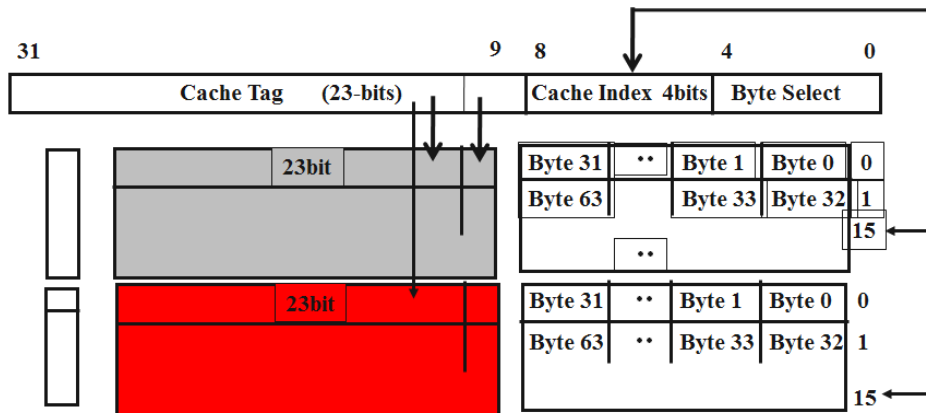 31 9 8 4 0
Cache Tag (23-bits) Cache Index 4bits Byte Select
23bit Byte 31 •• Byte 1 Byte 0 0
Byte 63 Byte 33 Byte 32 1
15
••
23bit Byte 31 •• Byte 1 Byte 0 0
Byte 63 •• Byte 33 Byte 32 1
15